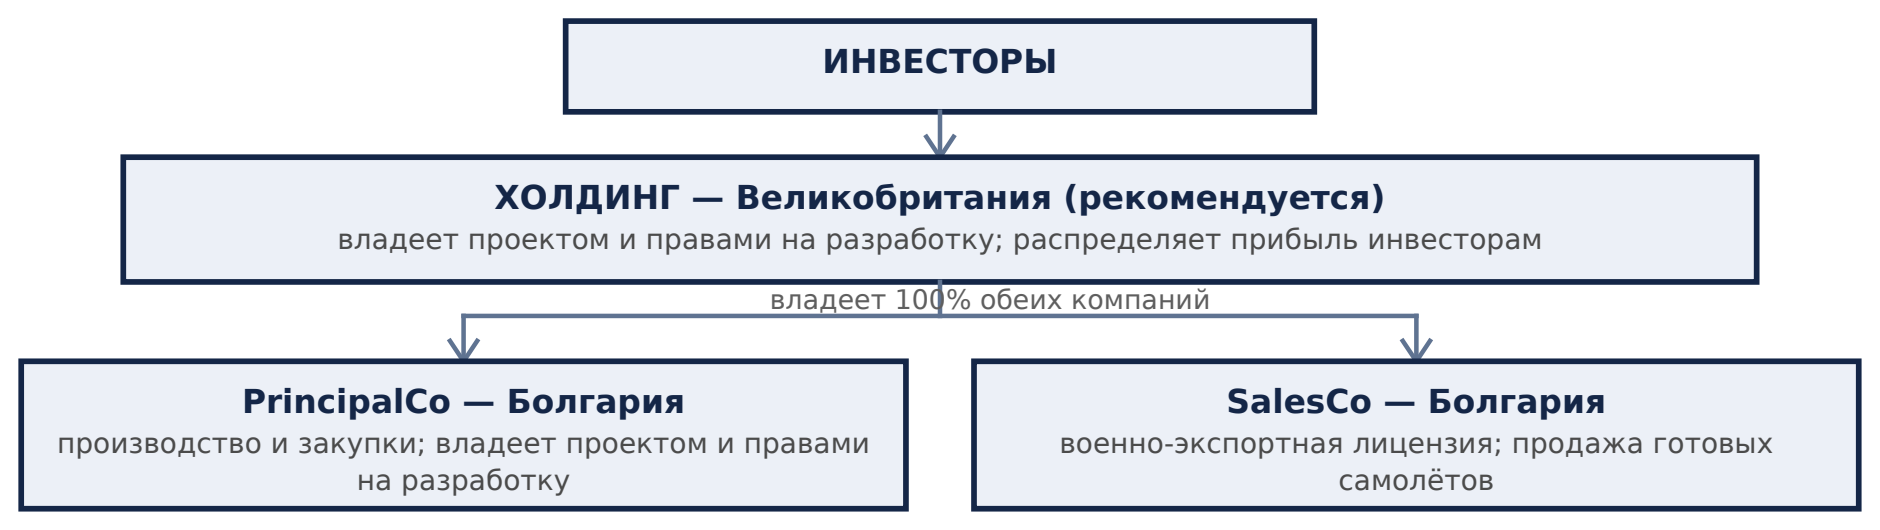 ИНВЕСТОРЫ
ХОЛДИНГ — Великобритания (рекомендуется)
владеет проектом и правами на разработку; распределяет прибыль инвесторам
владеет 100% обеих компаний
PrincipalCo — Болгария
производство и закупки; владеет проектом и правами
на разработку
SalesCo — Болгария
военно-экспортная лицензия; продажа готовых
самолётов